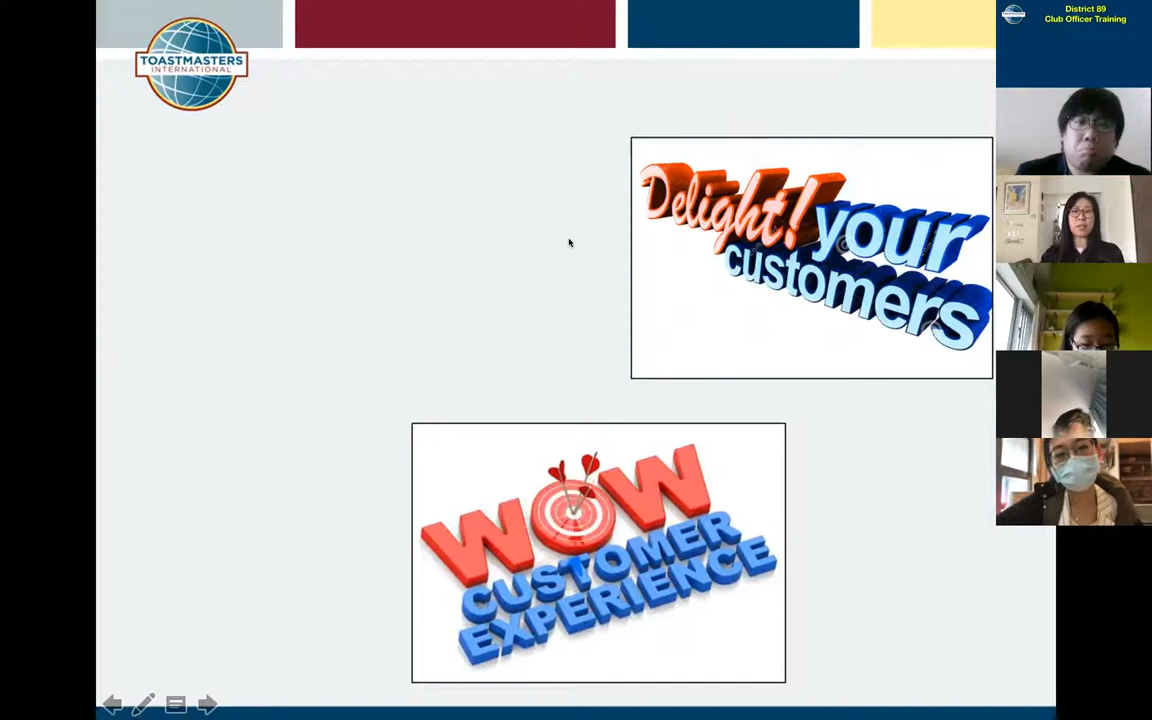 TOASTMASTERS
INTERNATIONAL
Delight! your
customers
WOW
CUSTOMER
EXPERIENCE
District 89
Club Officer Training